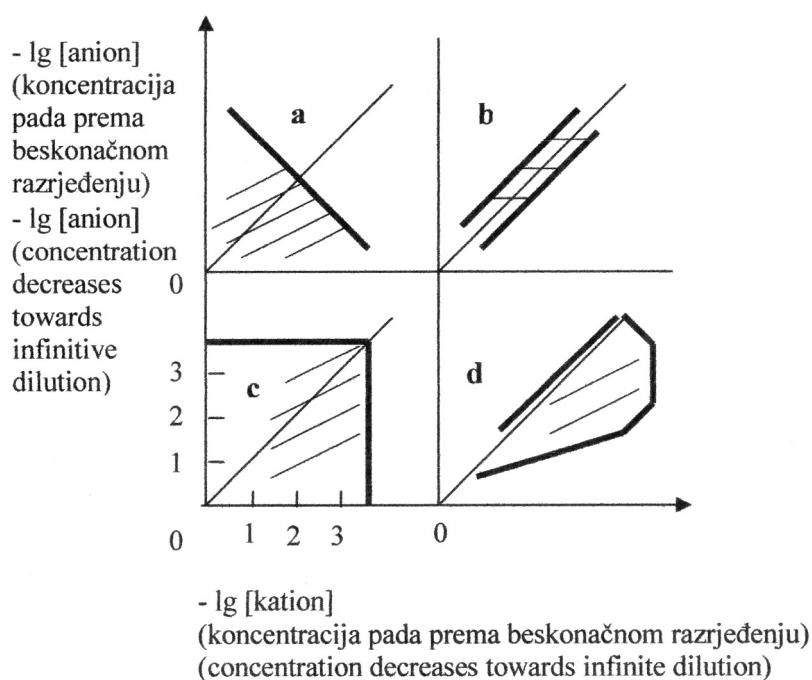 - lg [anion]
(koncentracija
pada prema
beskonačnom
razrjeđenju)
- lg [anion]
(concentration
decreases
towards
infinitive
dilution)
a
b
0
c
d
3
2
1
0
1 2 3
0
- lg [kation]
(koncentracija pada prema beskonačnom razrjeđenju)
(concentration decreases towards infinite dilution)